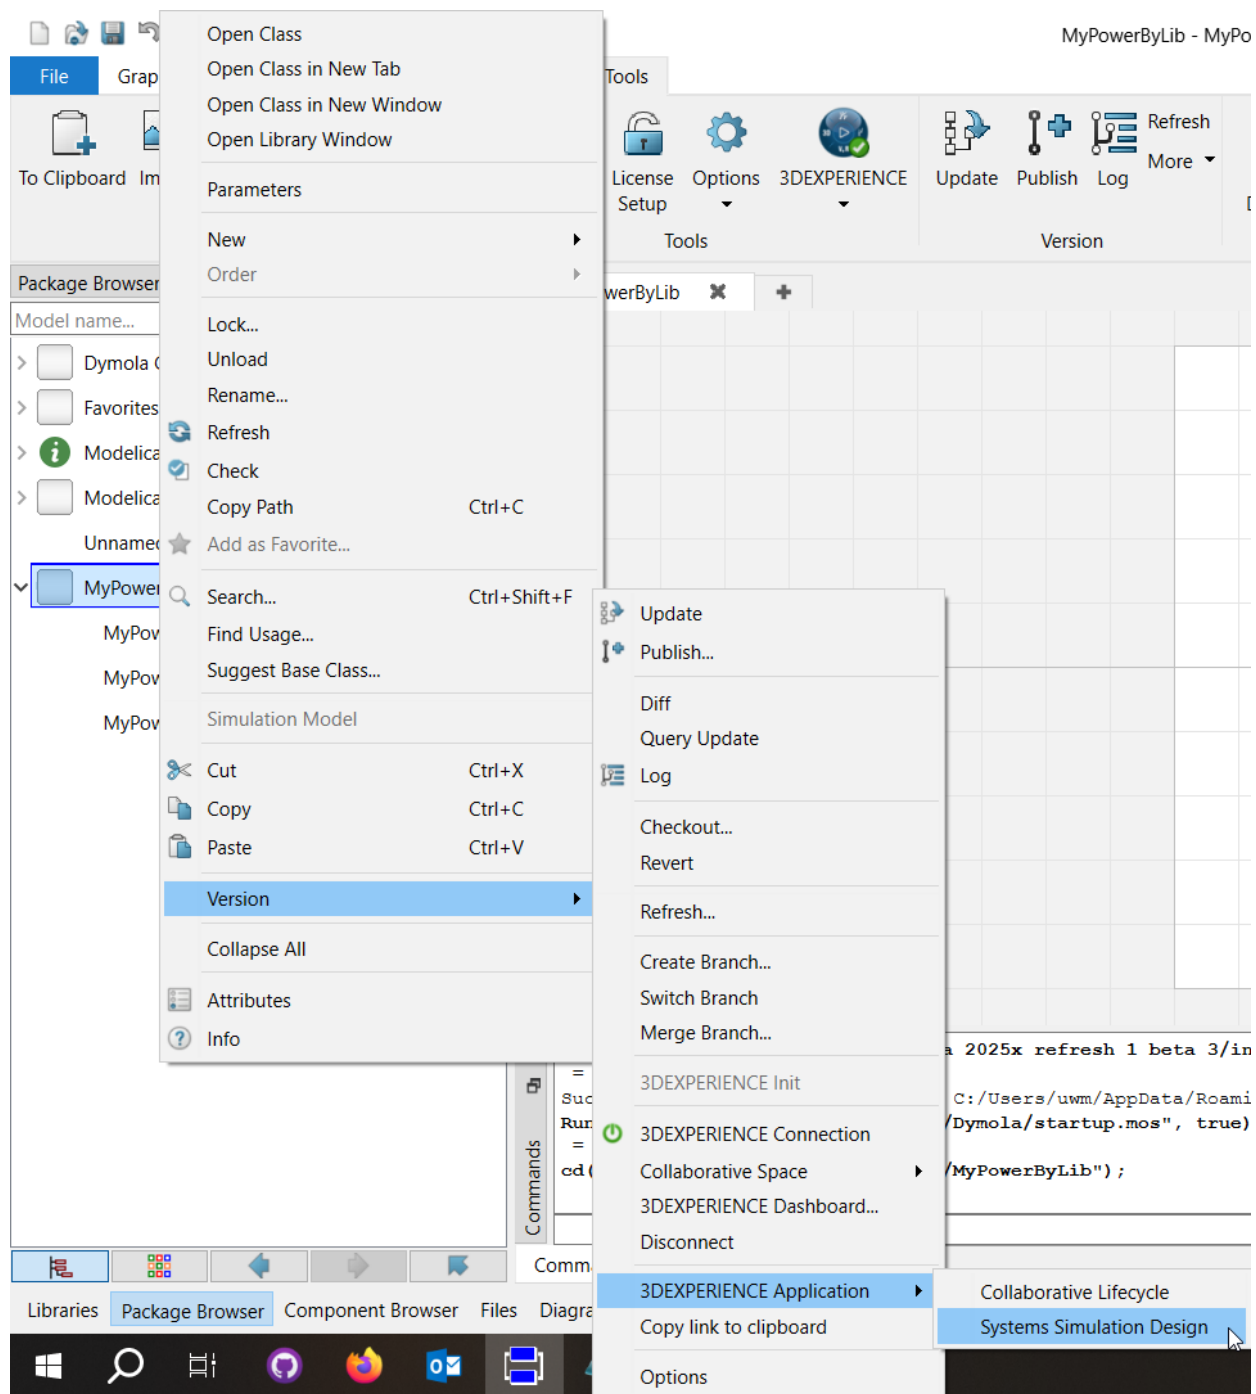 MyPowerByLib - MyPo
File
Grap
Tools
To Clipboard
Im
License Setup
Options
3DEXPERIENCE
Update
Publish
Log
Refresh
More
Tools
Version
Package Browser
werByLib
Model name...
Dymola
Favorites
Modelica
Modelica
Unnamed
MyPower
MyPow
MyPow
MyPow
Open Class
Open Class in New Tab
Open Class in New Window
Open Library Window
Parameters
New
Order
Lock...
Unload
Rename...
Refresh
Check
Copy Path Ctrl+C
Add as Favorite...
Search... Ctrl+Shift+F
Find Usage...
Suggest Base Class...
Simulation Model
Cut Ctrl+X
Copy Ctrl+C
Paste Ctrl+V
Version
Collapse All
Attributes
Info
Update
Publish...
Diff
Query Update
Log
Checkout...
Revert
Refresh...
Create Branch...
Switch Branch
Merge Branch...
3DEXPERIENCE Init
3DEXPERIENCE Connection
Collaborative Space
3DEXPERIENCE Dashboard...
Disconnect
3DEXPERIENCE Application
Copy link to clipboard
Options
Collaborative Lifecycle
Systems Simulation Design
a 2025x refresh 1 beta 3/in
=
Suc C:/Users/uwm/AppData/Roami
Run /Dymola/startup.mos", true)
=
cd( /MyPowerByLib");
Commands
Comm
Libraries
Package Browser
Component Browser
Files
Diagra